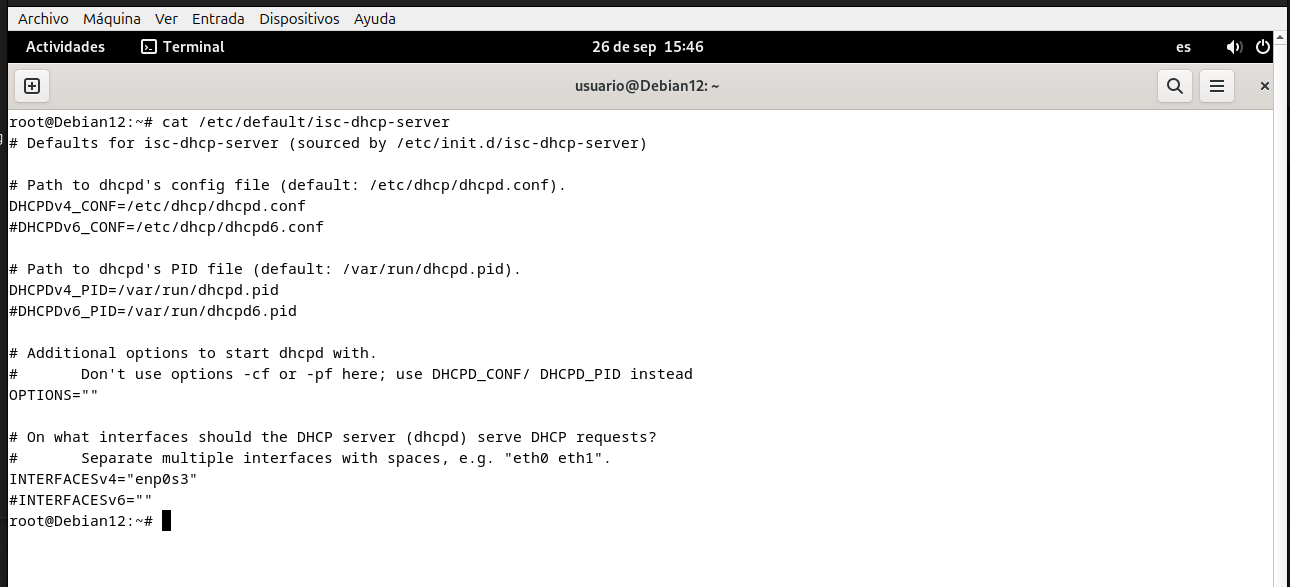 Archivo Máquina Ver Entrada Dispositivos Ayuda
Actividades Terminal 26 de sep 15:46 es
usuario@Debian12: ~
root@Debian12:~# cat /etc/default/isc-dhcp-server
# Defaults for isc-dhcp-server (sourced by /etc/init.d/isc-dhcp-server)

# Path to dhcpd's config file (default: /etc/dhcp/dhcpd.conf).
DHCPDv4_CONF=/etc/dhcp/dhcpd.conf
#DHCPDv6_CONF=/etc/dhcp/dhcpd6.conf

# Path to dhcpd's PID file (default: /var/run/dhcpd.pid).
DHCPDv4_PID=/var/run/dhcpd.pid
#DHCPDv6_PID=/var/run/dhcpd6.pid

# Additional options to start dhcpd with.
#       Don't use options -cf or -pf here; use DHCPD_CONF/ DHCPD_PID instead
OPTIONS=""

# On what interfaces should the DHCP server (dhcpd) serve DHCP requests?
#       Separate multiple interfaces with spaces, e.g. "eth0 eth1".
INTERFACESv4="enp0s3"
#INTERFACESv6=""
root@Debian12:~#